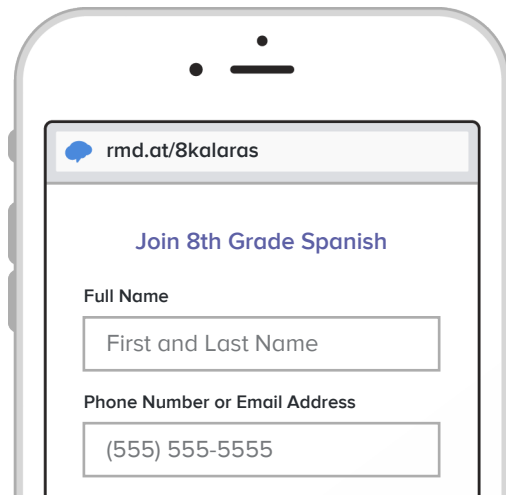 rmd.at/8kalaras
Join 8th Grade Spanish
Full Name
First and Last Name
Phone Number or Email Address
(555) 555-5555